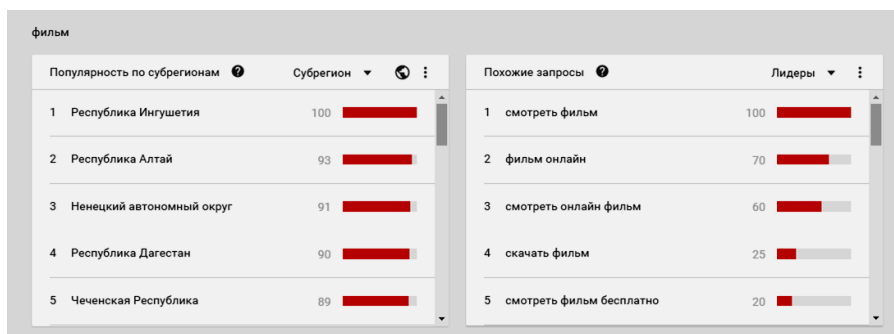 фильм
Популярность по субрегионам ? Субрегион
1 Республика Ингушетия 100
2 Республика Алтай 93
3 Ненецкий автономный округ 91
4 Республика Дагестан 90
5 Чеченская Республика 89
Похожие запросы ? Лидеры
1 смотреть фильм 100
2 фильм онлайн 70
3 смотреть онлайн фильм 60
4 скачать фильм 25
5 смотреть фильм бесплатно 20